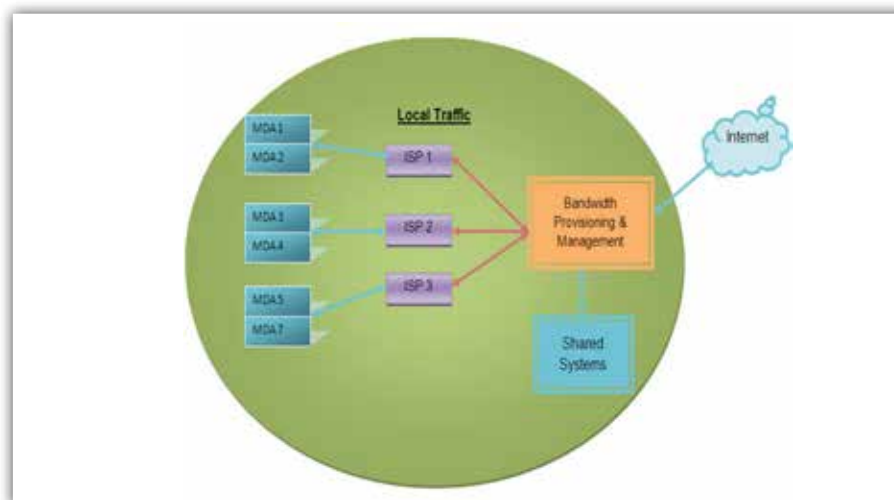 Local Traffic
MDA1
MDA2
ISP 1
Internet
MDA3
MDA4
ISP 2
Bandwidth
Provisioning &
Management
MDA5
MDA7
ISP 3
Shared
Systems